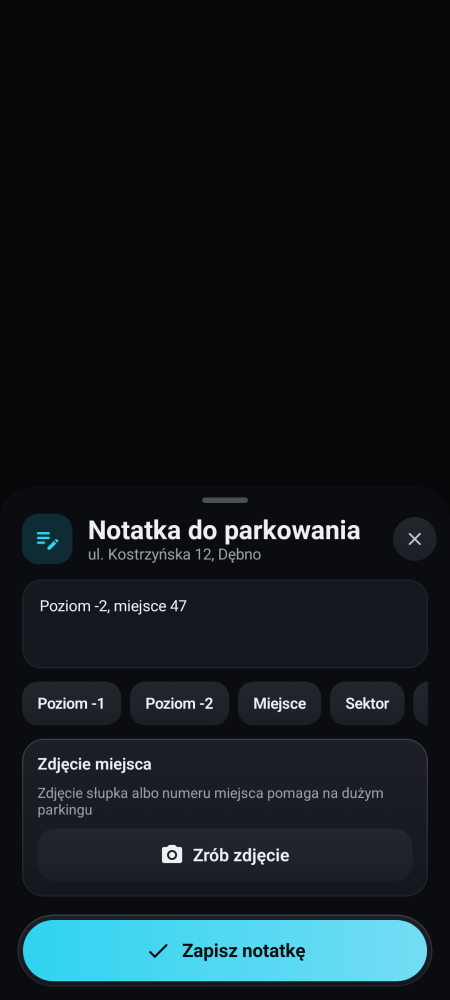 Notatka do parkowania
ul. Kostrzyńska 12, Dębno
Poziom -2, miejsce 47
Poziom -1
Poziom -2
Miejsce
Sektor
Zdjęcie miejsca
Zdjęcie słupka albo numeru miejsca pomaga na dużym
parkingu
Zrób zdjęcie
Zapisz notatkę